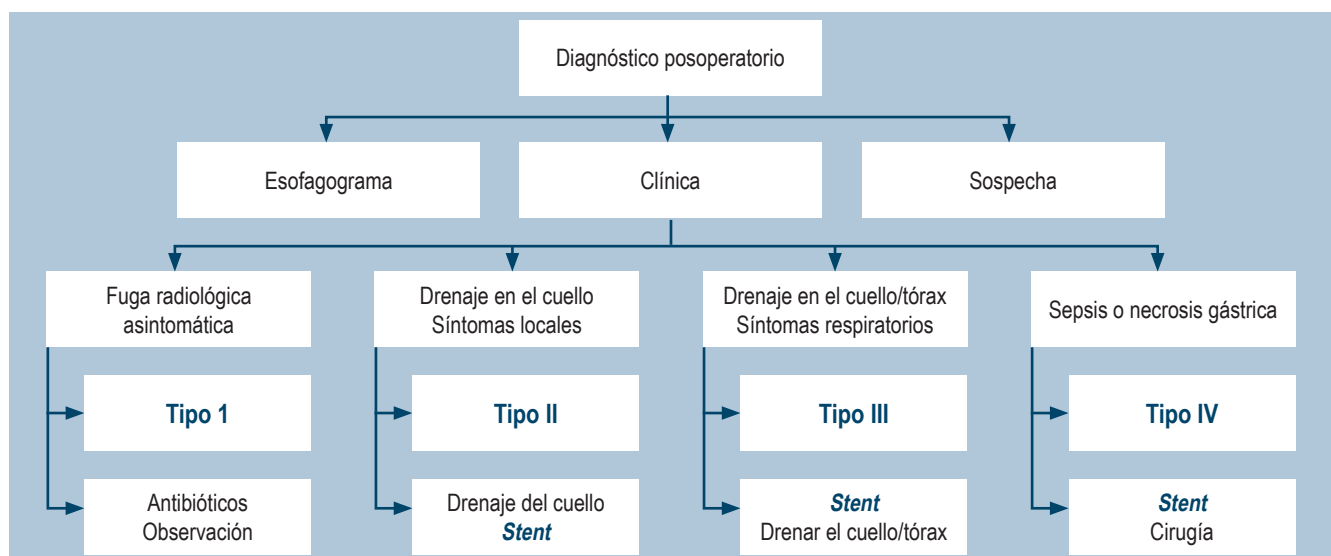 Diagnóstico posoperatorio
Esofagograma
Clínica
Sospecha
Fuga radiológica
asintomática
Drenaje en el cuello
Síntomas locales
Drenaje en el cuello/tórax
Síntomas respiratorios
Sepsis o necrosis gástrica
Tipo 1
Tipo II
Tipo III
Tipo IV
Antibióticos
Observación
Drenaje del cuello
Stent
Stent
Drenar el cuello/tórax
Stent
Cirugía